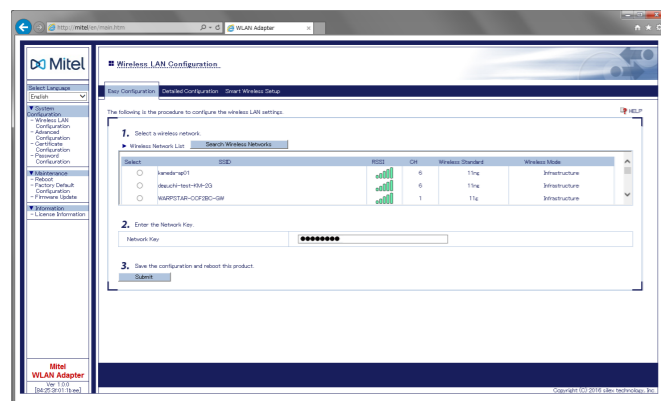 http://mitel/en/main.htm
WLAN Adapter
Mitel
Select Language
English
▼ System
Configuration
- Wireless LAN
Configuration
- Advanced
Configuration
- Certificate
Configuration
- Password
Configuration
▼ Maintenance
- Reboot
- Factory Default
Configuration
- Firmware Update
▼ Information
- License Information
Mitel
WLAN Adapter
Ver 1.0.0
Wireless LAN Configuration
Easy Configuration Detailed Configuration Smart Wireless Setup
The following is the procedure to configure the wireless LAN settings.
HELP
1. Select a wireless network.
▶ Wireless Network List Search Wireless Networks
Select SSID RSSI CH Wireless Standard Wireless Mode
kaneda-sp01 6 11ng Infrastructure
deguchi-test-KM-2G 6 11ng Infrastructure
WARPSTAR-CCF2BC-GW 1 11g Infrastructure
2. Enter the Network Key.
Network Key ●●●●●●●●
3. Save the configuration and reboot this product.
Submit
Copyright (C) 2016 silex technology, Inc.